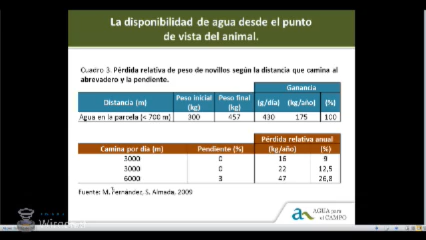 La disponibilidad de agua desde el punto
de vista del animal.
Cuadro 3. Pérdida relativa de peso de novillos según la distancia que camina al
abrevadero y la pendiente.
Ganancia
Distancia (m) Peso inicial (kg) Peso final (kg) (g/día) (kg/año) (%)
Agua en la parcela (< 700 m) 300 457 430 175 100
Pérdida relativa anual
Camina por día (m) Pendiente (%) (kg/año) (%)
3000 0 16 9
3000 0 22 12,5
6000 3 47 26,8
Fuente: M. Fernández, S. Almada, 2009
AGUA para
el CAMPO